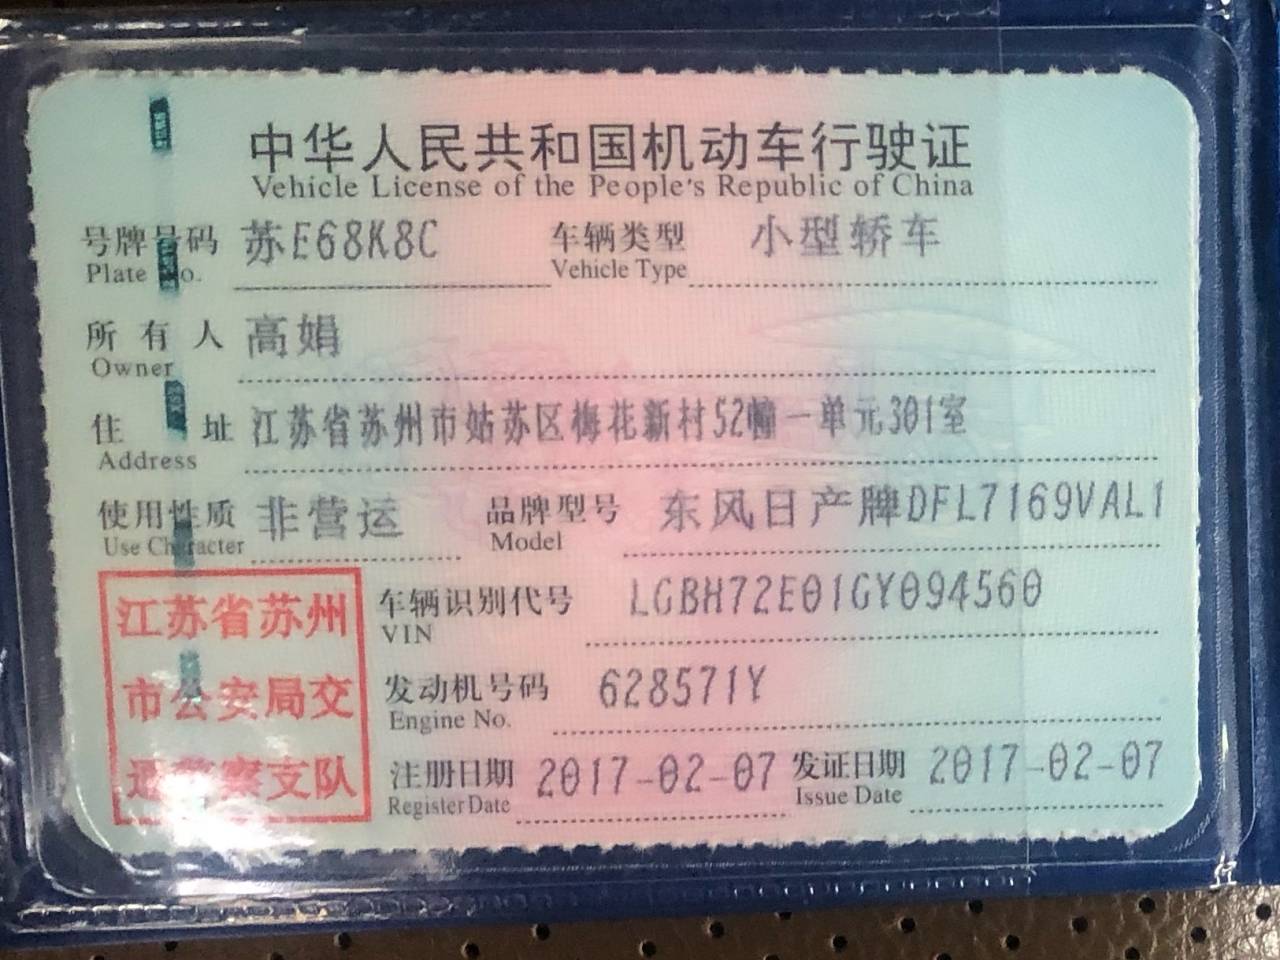 中华人民共和国机动车行驶证
Vehicle License of the People's Republic of China
号牌号码 苏E68K8C 车辆类型 小型轿车
Plate No. Vehicle Type
所有人 高娟
Owner
住址 江苏省苏州市姑苏区梅花新村52幢一单元301室
Address
使用性质 非营运 品牌型号 东风日产牌DFL7169VAL1
Use Character Model
江苏省苏州
市公安局交
通警察支队
车辆识别代号 LGBH72E01GY094560
VIN
发动机号码 628571Y
Engine No.
注册日期 2017-02-07 发证日期 2017-02-07
Register Date Issue Date